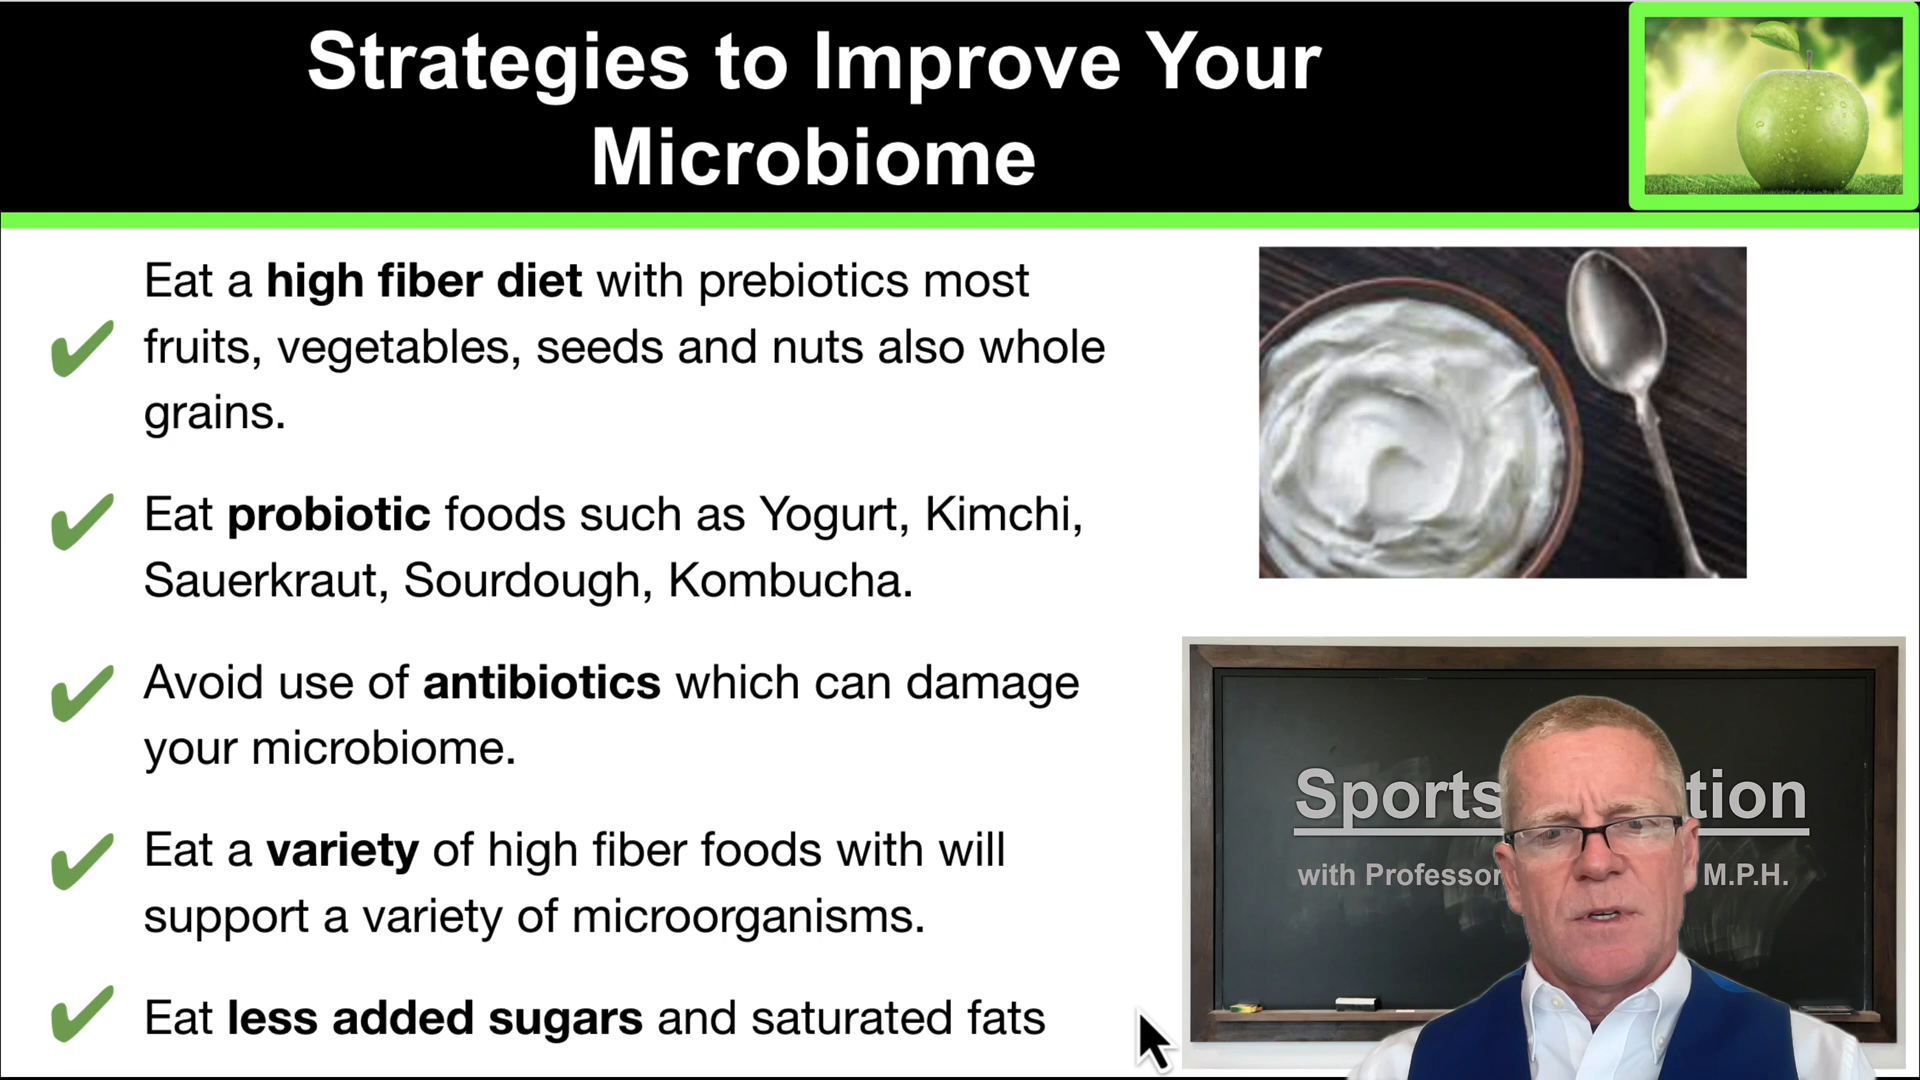 Strategies to Improve Your
Microbiome
Eat a high fiber diet with prebiotics most
fruits, vegetables, seeds and nuts also whole
grains.
Eat probiotic foods such as Yogurt, Kimchi,
Sauerkraut, Sourdough, Kombucha.
Avoid use of antibiotics which can damage
your microbiome.
Eat a variety of high fiber foods with will
support a variety of microorganisms.
Eat less added sugars and saturated fats
Sports
with Professor M.P.H.